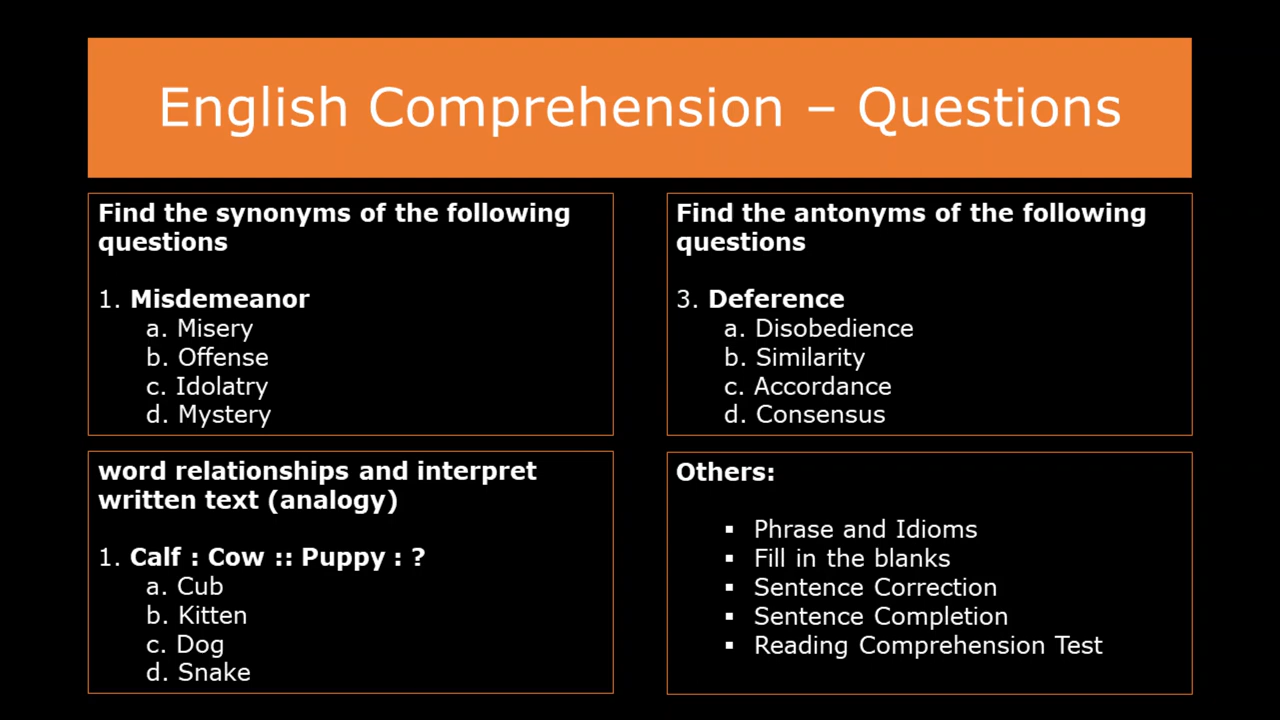 English Comprehension – Questions
Find the synonyms of the following
questions
1. Misdemeanor
a. Misery
b. Offense
c. Idolatry
d. Mystery
Find the antonyms of the following
questions
3. Deference
a. Disobedience
b. Similarity
c. Accordance
d. Consensus
word relationships and interpret
written text (analogy)
1. Calf : Cow :: Puppy : ?
a. Cub
b. Kitten
c. Dog
d. Snake
Others:
▪ Phrase and Idioms
▪ Fill in the blanks
▪ Sentence Correction
▪ Sentence Completion
▪ Reading Comprehension Test